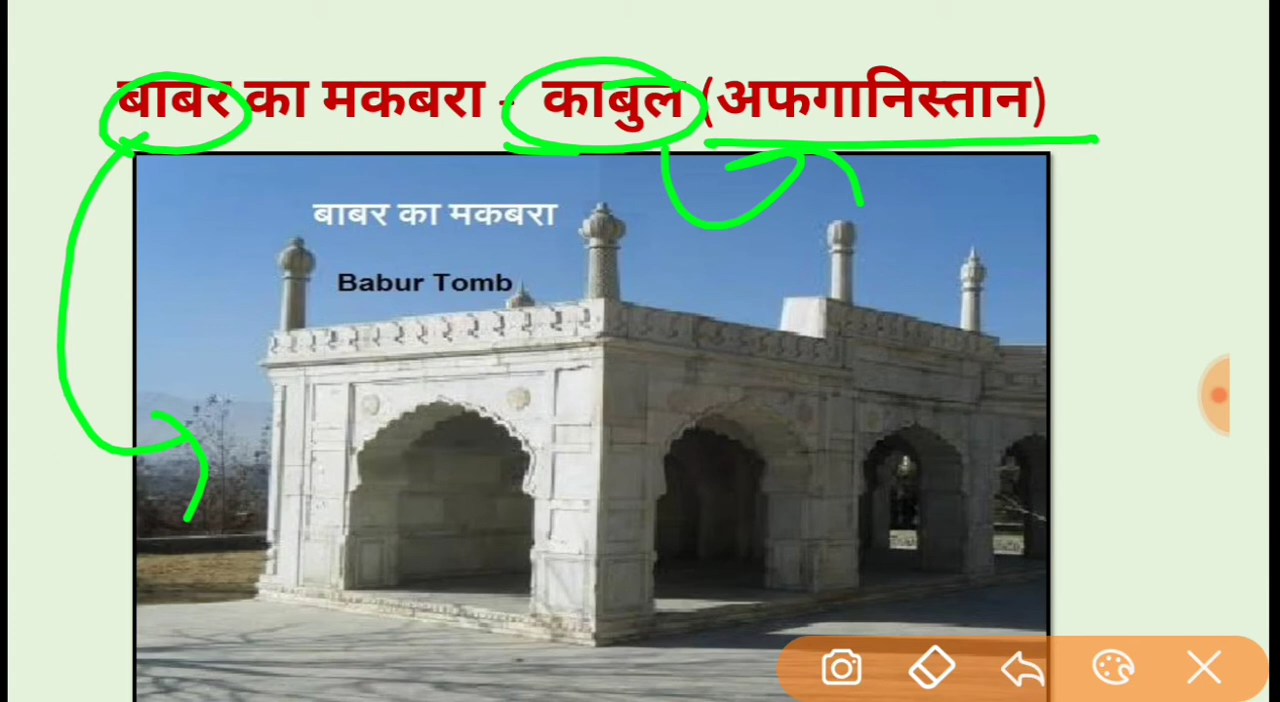 बाबर का मकबरा - काबुल (अफगानिस्तान)
बाबर का मकबरा
Babur Tomb